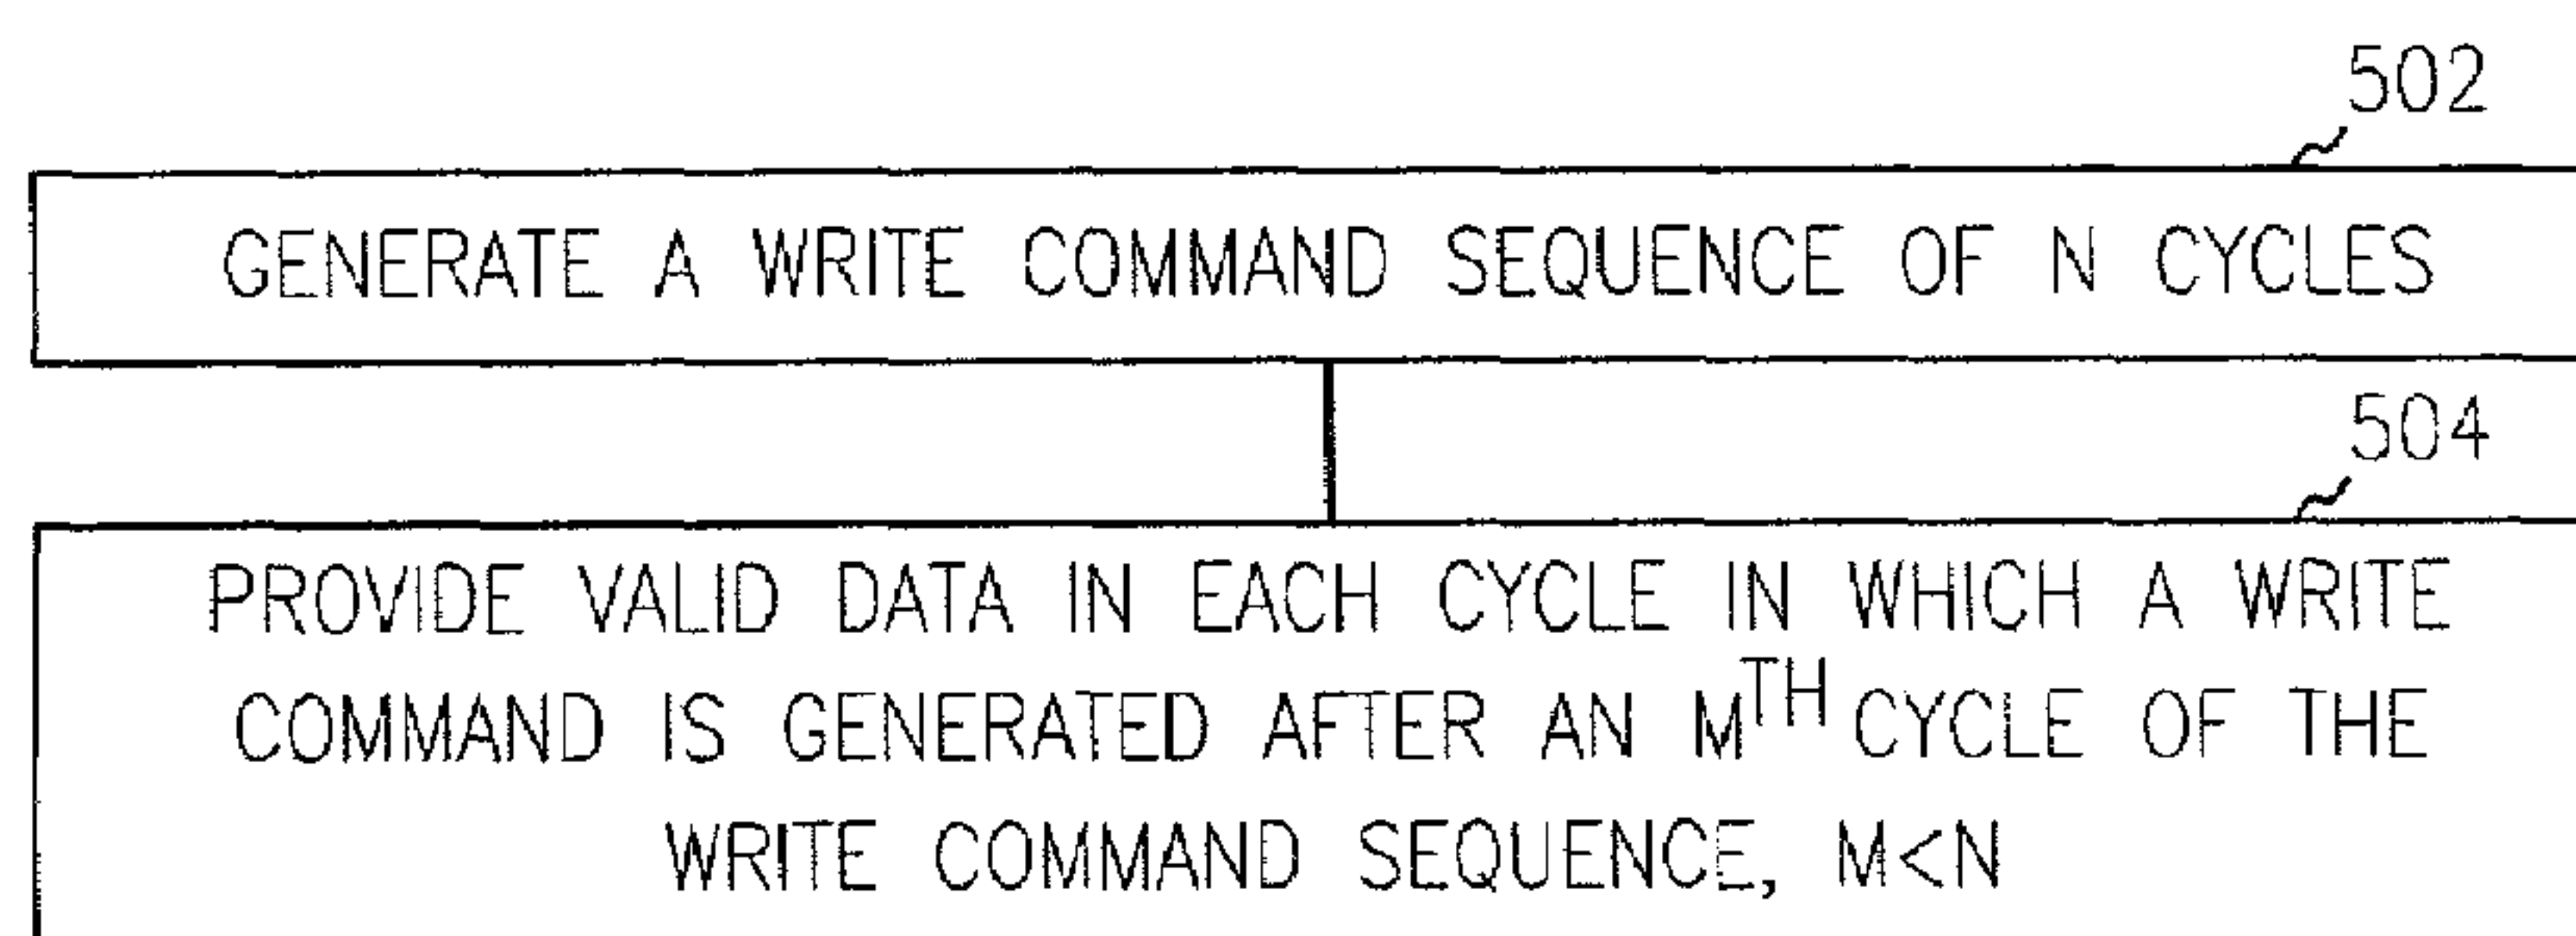 502
GENERATE A WRITE COMMAND SEQUENCE OF N CYCLES
504
PROVIDE VALID DATA IN EACH CYCLE IN WHICH A WRITE
COMMAND IS GENERATED AFTER AN M^TH CYCLE OF THE
WRITE COMMAND SEQUENCE, M<N